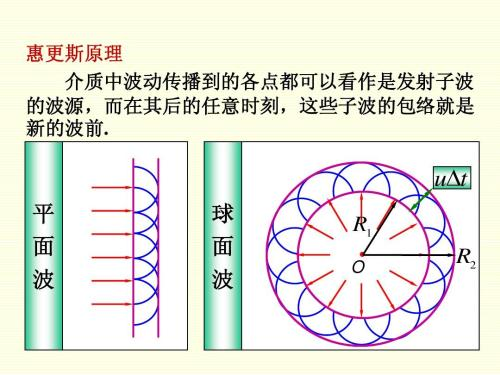 惠更斯原理
介质中波动传播到的各点都可以看作是发射子波
的波源，而在其后的任意时刻，这些子波的包络就是
新的波前.
平面波
球面波
uΔt
R₁
R₂
O